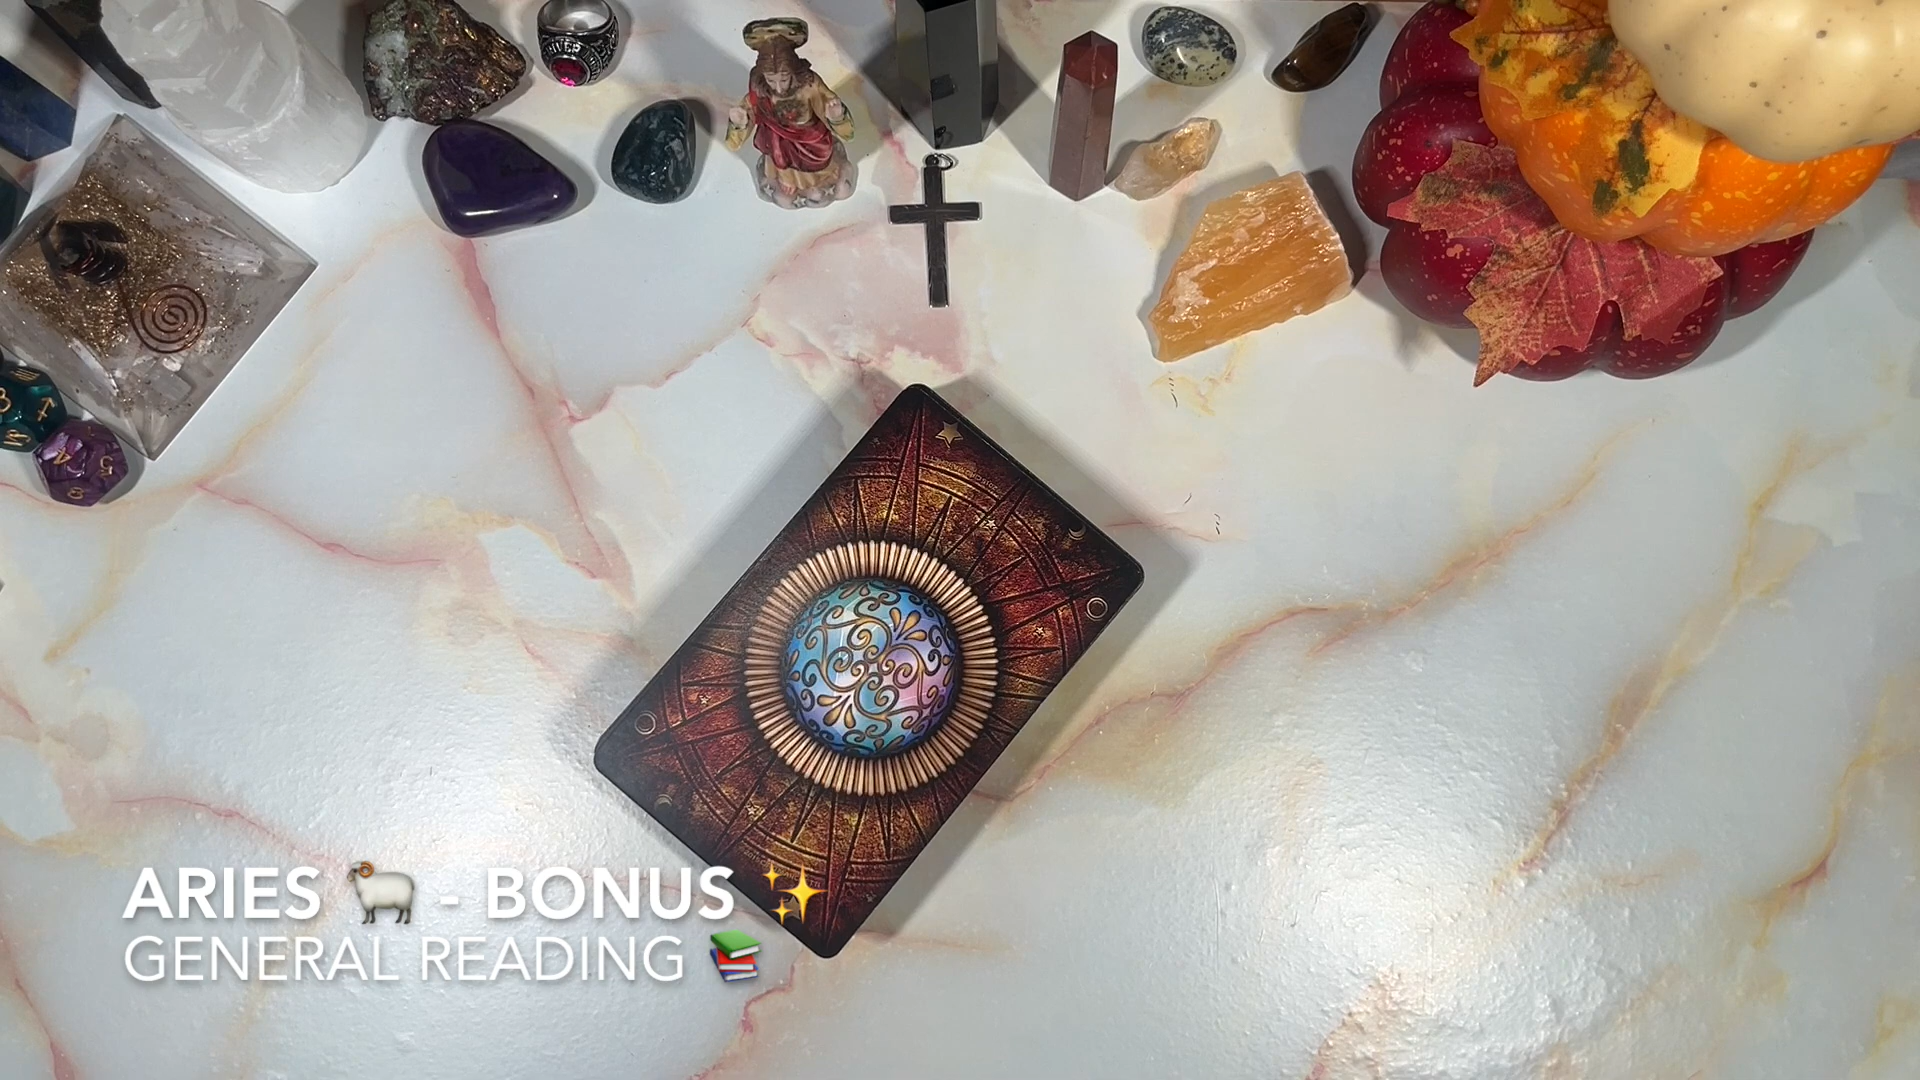 ARIES 🐏 - BONUS ✨
GENERAL READING 📚